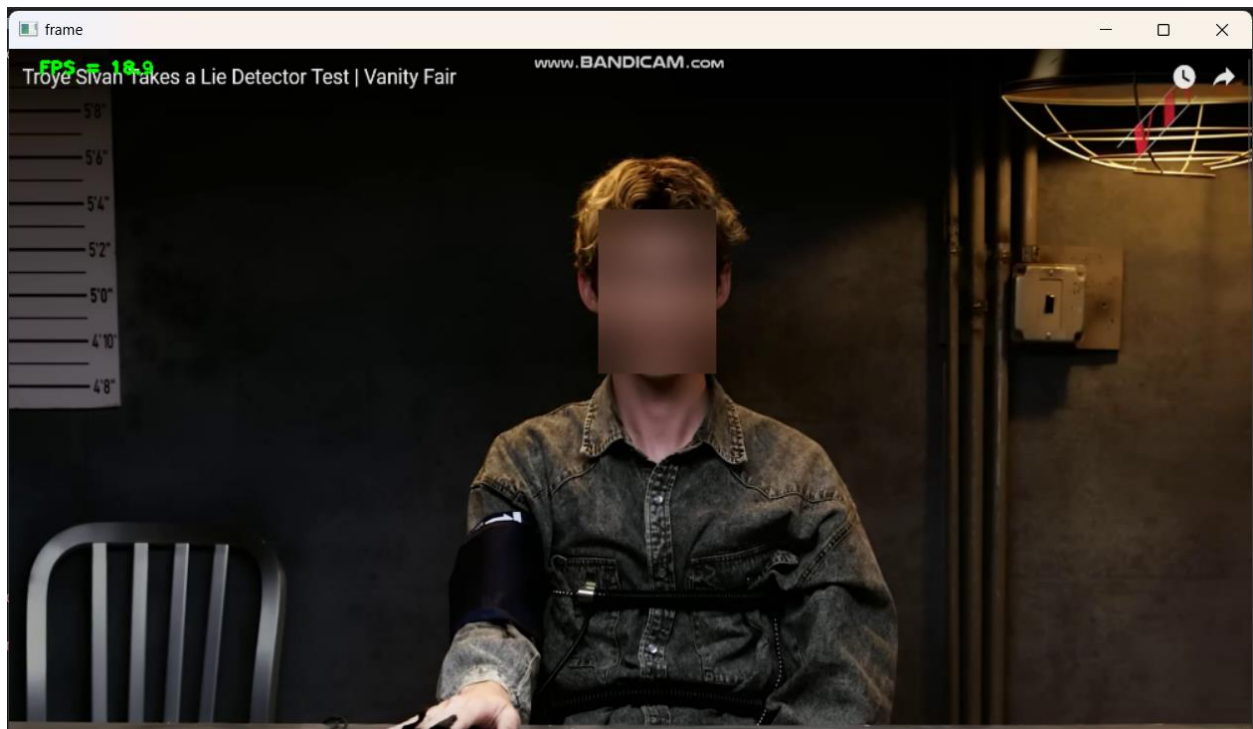 frame
FPS = 18.9
Troye Sivan Takes a Lie Detector Test | Vanity Fair
www.BANDICAM.com
5'8"
5'6"
5'4"
5'2"
5'0"
4'10"
4'8"